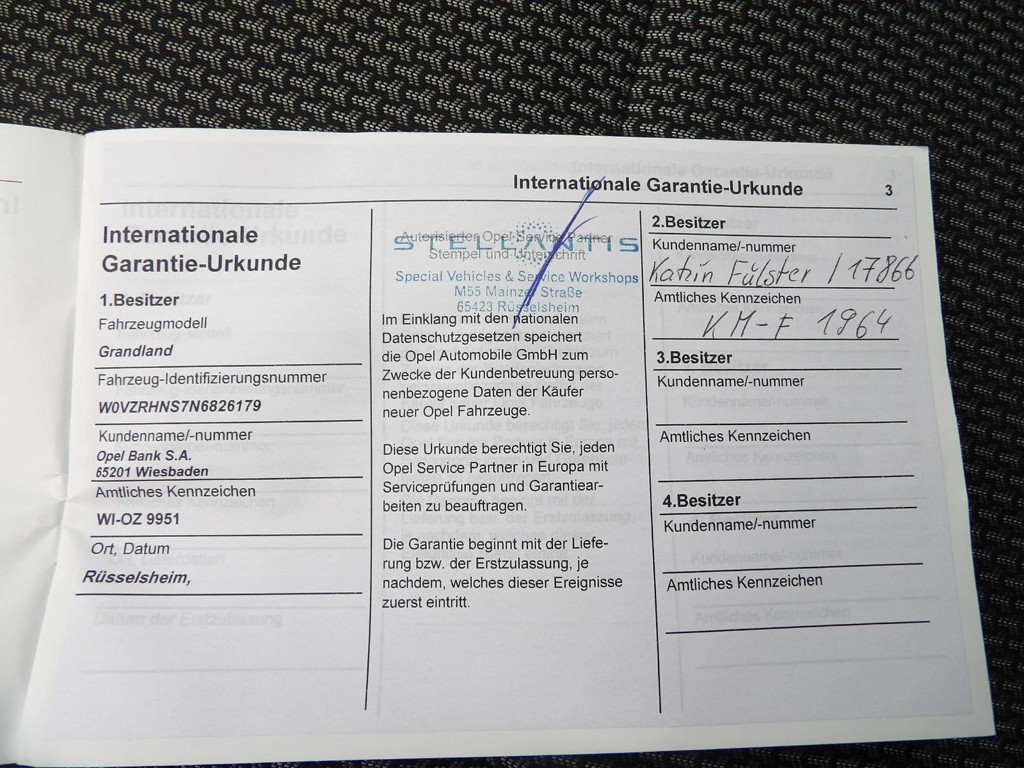 Internationale Garantie-Urkunde 3
Internationale
Garantie-Urkunde
1.Besitzer
Fahrzeugmodell
Grandland
Fahrzeug-Identifizierungsnummer
W0VZRHNS7N6826179
Kundenname/-nummer
Opel Bank S.A.
65201 Wiesbaden
Amtliches Kennzeichen
WI-OZ 9951
Ort, Datum
Rüsselsheim,
Datum der Erstzulassung
Autorisierten Opel-Service-Partner
STELLANTIS
Stempel und Unterschrift
Special Vehicles & Service Workshops
M55 Mainzer Straße
65423 Rüsselsheim
Im Einklang mit den nationalen
Datenschutzgesetzen speichert
die Opel Automobile GmbH zum
Zwecke der Kundenbetreuung perso-
nenbezogene Daten der Käufer
neuer Opel Fahrzeuge.
Diese Urkunde berechtigt Sie, jeden
Opel Service Partner in Europa mit
Serviceprüfungen und Garantiear-
beiten zu beauftragen.
Die Garantie beginnt mit der Liefe-
rung bzw. der Erstzulassung, je
nachdem, welches dieser Ereignisse
zuerst eintritt.
2.Besitzer
Kundenname/-nummer
Katrin Fülster / 17866
Amtliches Kennzeichen
KM-F 1964
3.Besitzer
Kundenname/-nummer
Amtliches Kennzeichen
4.Besitzer
Kundenname/-nummer
Amtliches Kennzeichen